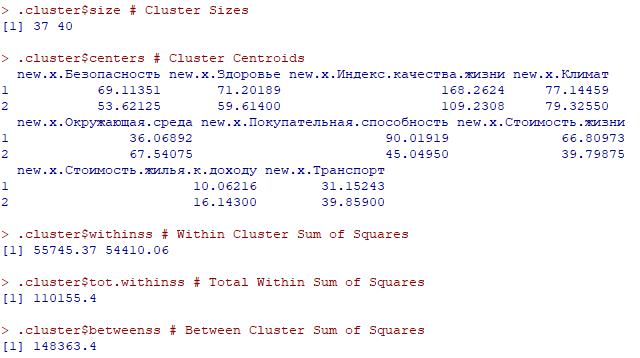 > .cluster$size # Cluster Sizes
[1] 37 40
> .cluster$centers # Cluster Centroids
new.x.Безопасность new.x.Здоровье new.x.Индекс.качества.жизни new.x.Климат
1 69.11351 71.20189 168.2624 77.14459
2 53.62125 59.61400 109.2308 79.32550
new.x.Окружающая.среда new.x.Покупательная.способность new.x.Стоимость.жизни
1 36.06892 90.01919 66.80973
2 67.54075 45.04950 39.79875
new.x.Стоимость.жилья.к.доходу new.x.Транспорт
1 10.06216 31.15243
2 16.14300 39.85900
> .cluster$withinss # Within Cluster Sum of Squares
[1] 55745.37 54410.06
> .cluster$tot.withinss # Total Within Sum of Squares
[1] 110155.4
> .cluster$betweenss # Between Cluster Sum of Squares
[1] 148363.4